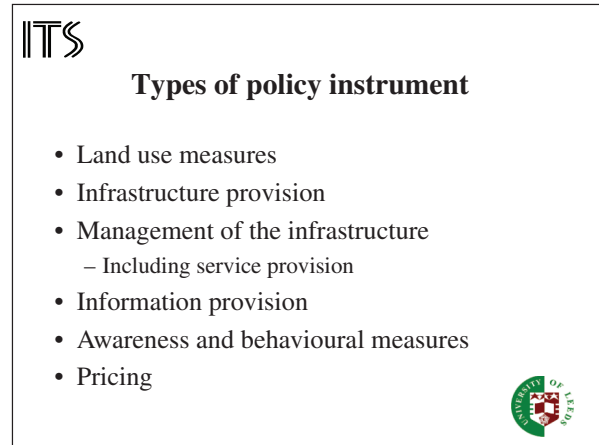 ITS
Types of policy instrument
• Land use measures
• Infrastructure provision
• Management of the infrastructure
– Including service provision
• Information provision
• Awareness and behavioural measures
• Pricing
UNIVERSITY OF LEEDS